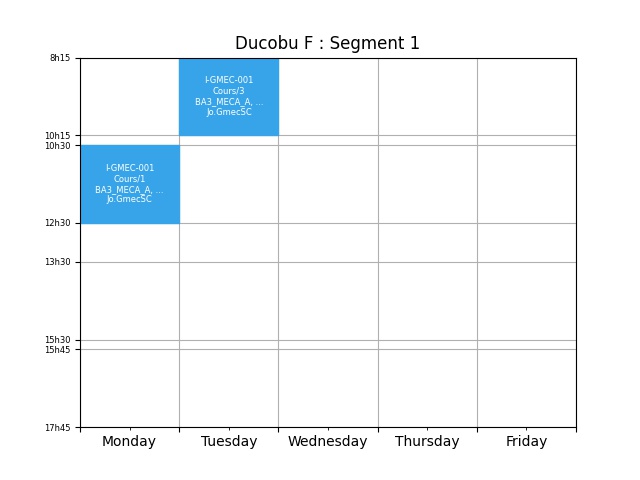 Ducobu F : Segment 1
8h15
I-GMEC-001
Cours/3
BA3_MECA_A, ...
Jo.GmecSC
10h15
10h30
I-GMEC-001
Cours/1
BA3_MECA_A, ...
Jo.GmecSC
12h30
13h30
15h30
15h45
17h45
Monday Tuesday Wednesday Thursday Friday